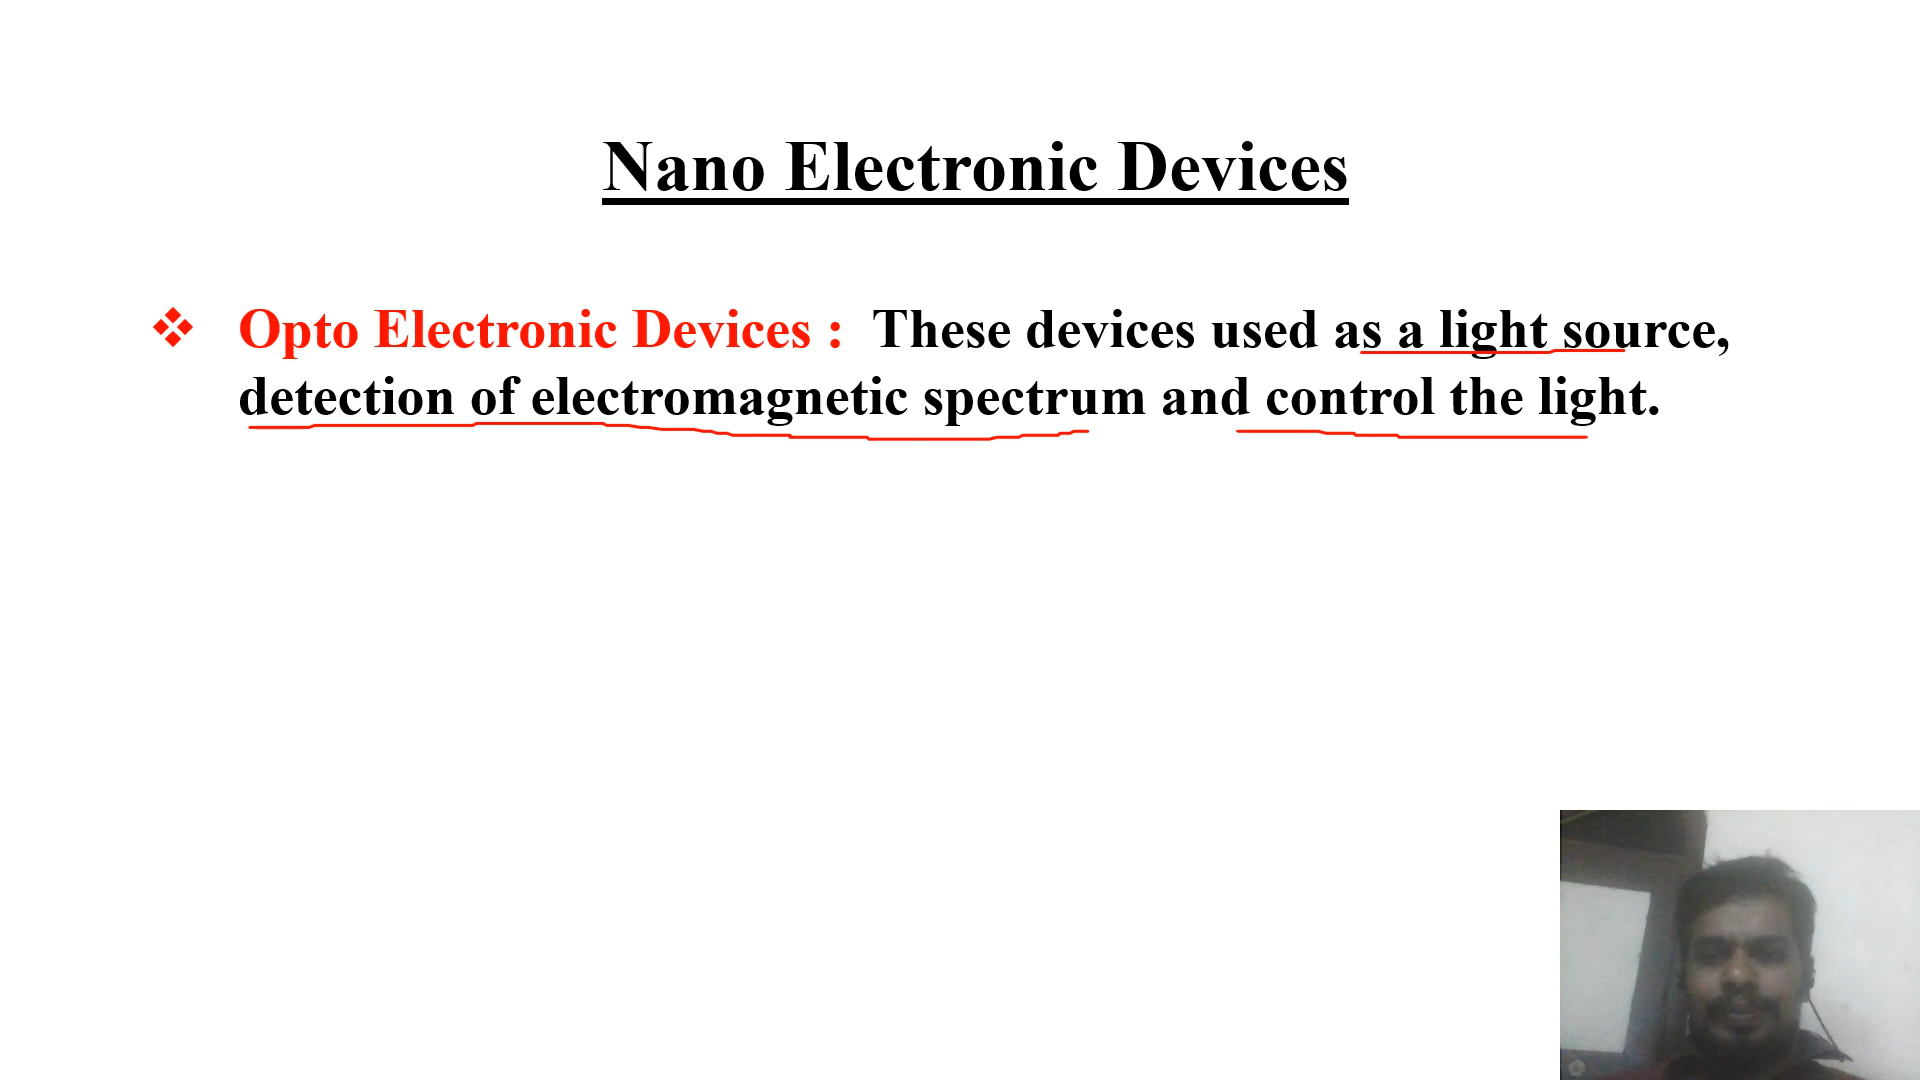 Nano Electronic Devices
❖ Opto Electronic Devices : These devices used as a light source,
detection of electromagnetic spectrum and control the light.